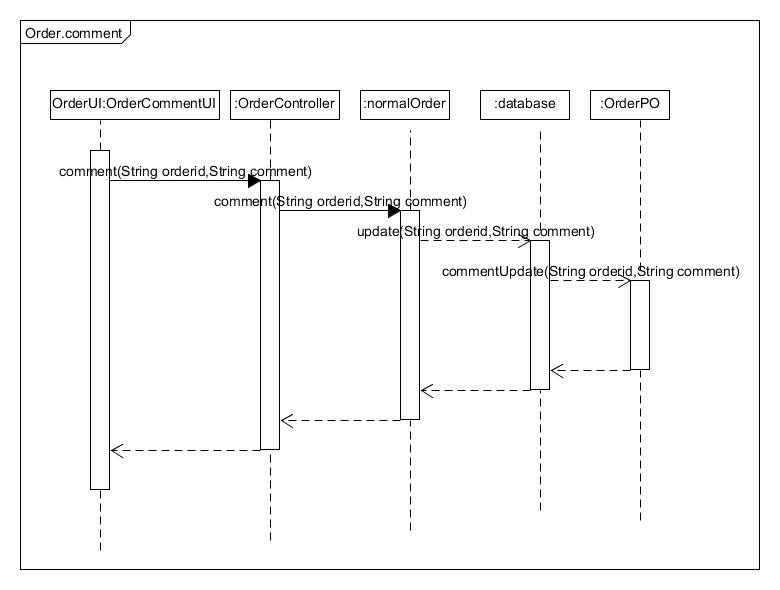 Order.comment
OrderUI:OrderCommentUI
:OrderController
:normalOrder
:database
:OrderPO
comment(String orderid,String comment)
comment(String orderid,String comment)
update(String orderid,String comment)
commentUpdate(String orderid,String comment)